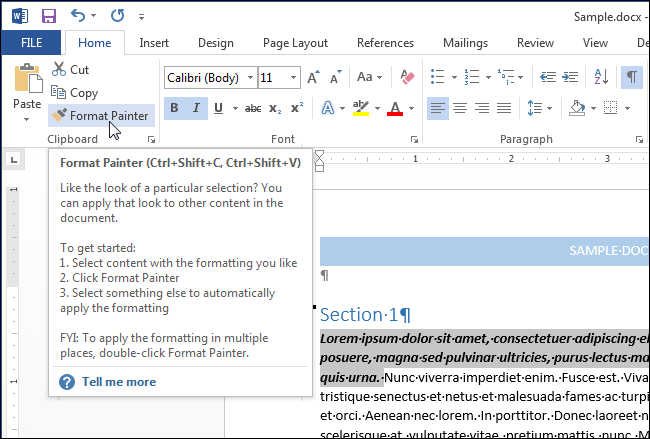 Sample.docx -
FILE Home Insert Design Page Layout References Mailings Review View
Cut
Copy
Format Painter
Paste
Calibri (Body) 11 Aa
B I U abc x₂ x² A A
Clipboard Font Paragraph
Format Painter (Ctrl+Shift+C, Ctrl+Shift+V)
Like the look of a particular selection? You
can apply that look to other content in the
document.
To get started:
1. Select content with the formatting you like
2. Click Format Painter
3. Select something else to automatically
apply the formatting
FYI: To apply the formatting in multiple
places, double-click Format Painter.
Tell me more
1 2 3
SAMPLE·DOC
¶
Section·1¶
Lorem·ipsum·dolor·sit·amet,·consectetuer·adipiscing·el
posuere,·magna·sed·pulvinar·ultricies,·purus·lectus·ma
quis·urna.·Nunc·viverra·imperdiet·enim.·Fusce·est.·Viva
tristique·senectus·et·netus·et·malesuada·fames·ac·turpi
et·orci.·Aenean·nec·lorem.·In·porttitor.·Donec·laoreet·n
scelerisque·at·vulputate·vitae·pretium·mattis·nunc·M